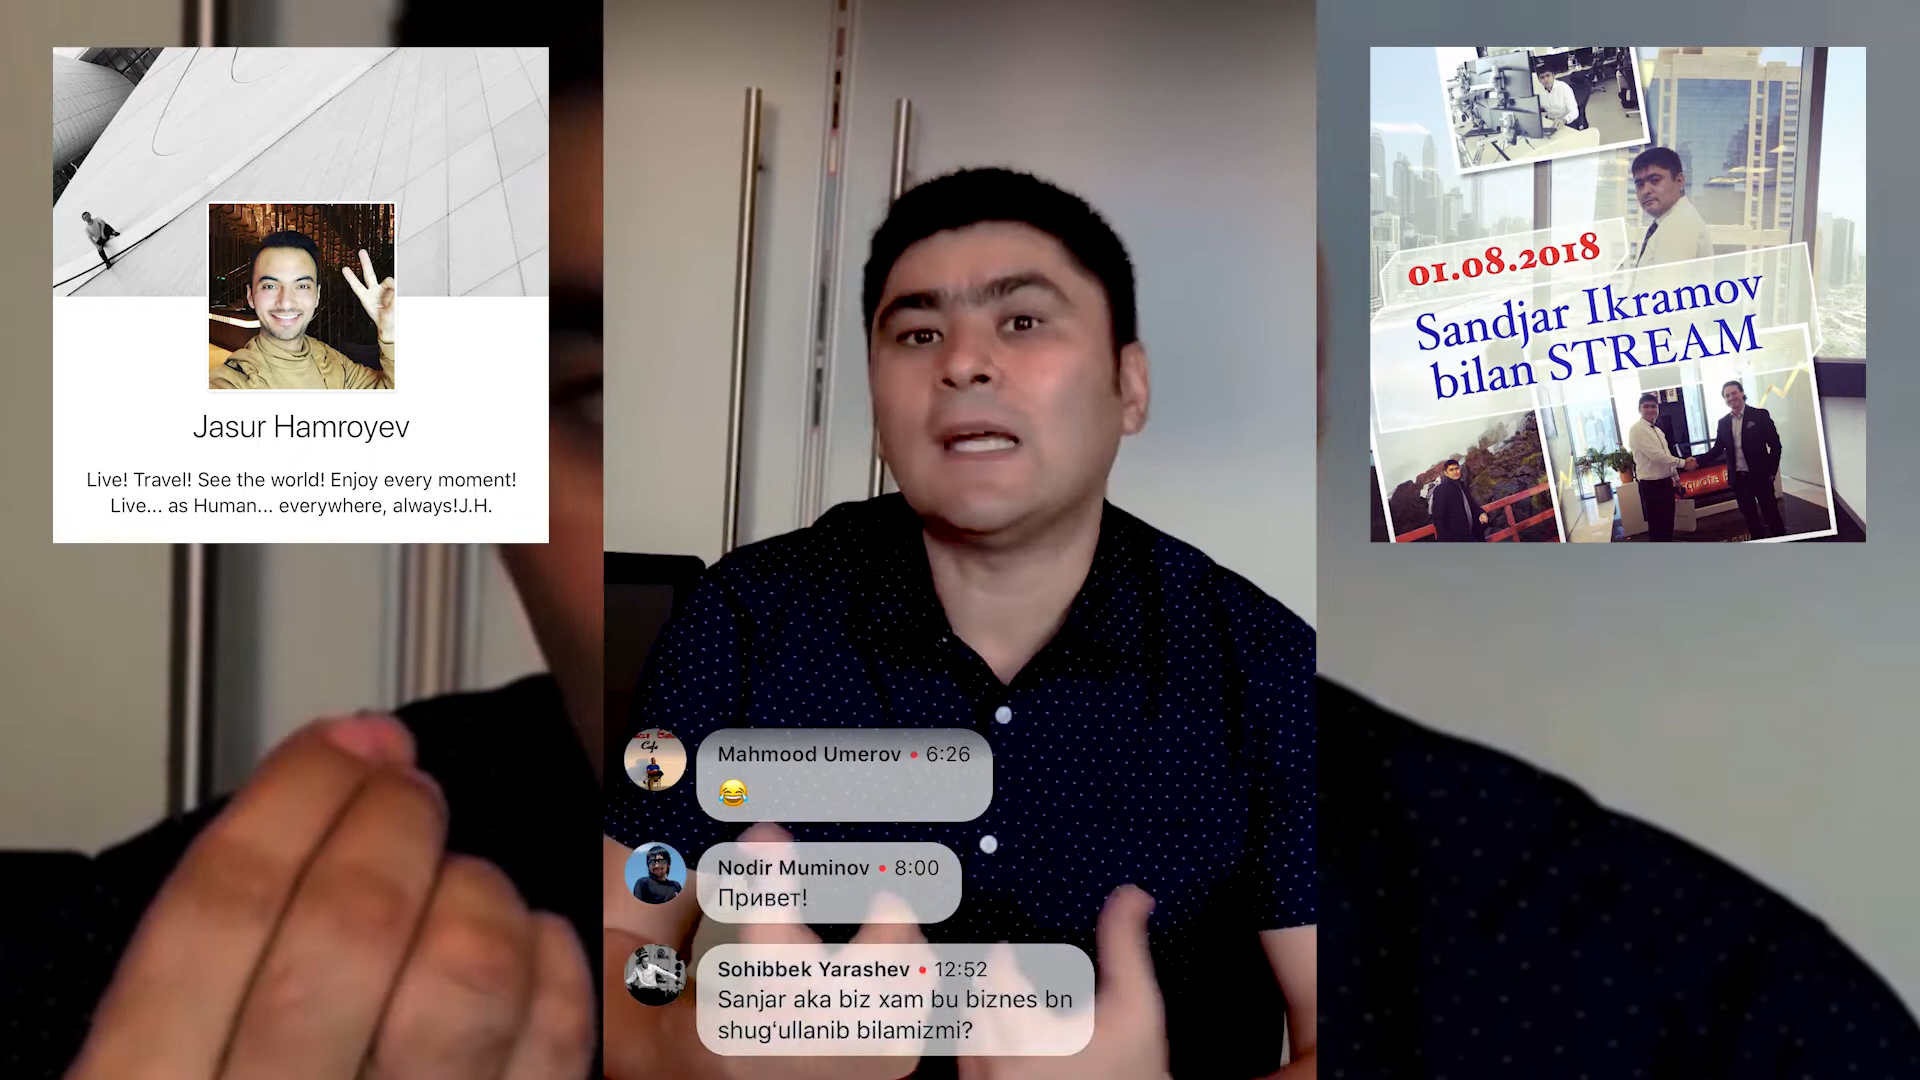 Jasur Hamroyev
Live! Travel! See the world! Enjoy every moment!
Live... as Human... everywhere, always!J.H.
01.08.2018
Sandjar Ikramov
bilan STREAM
Cafe
Mahmood Umerov • 6:26
😂
Nodir Muminov • 8:00
Привет!
Sohibbek Yarashev • 12:52
Sanjar aka biz xam bu biznes bn
shug‘ullanib bilamizmi?